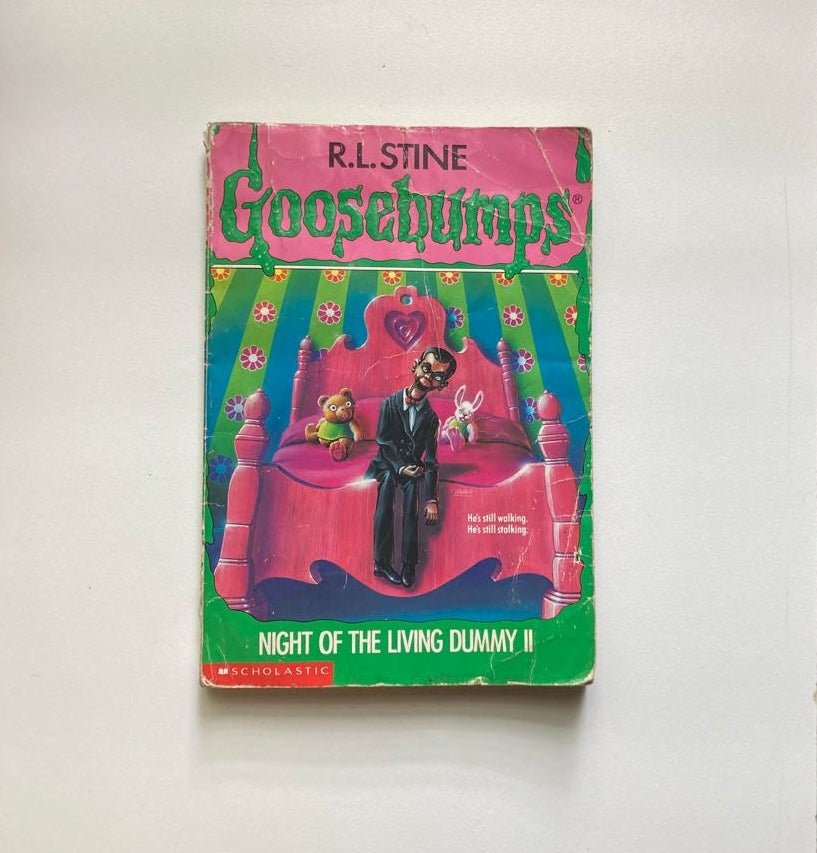 R.L. STINE
Goosebumps®
He's still walking.
He's still stalking.
NIGHT OF THE LIVING DUMMY II
SCHOLASTIC